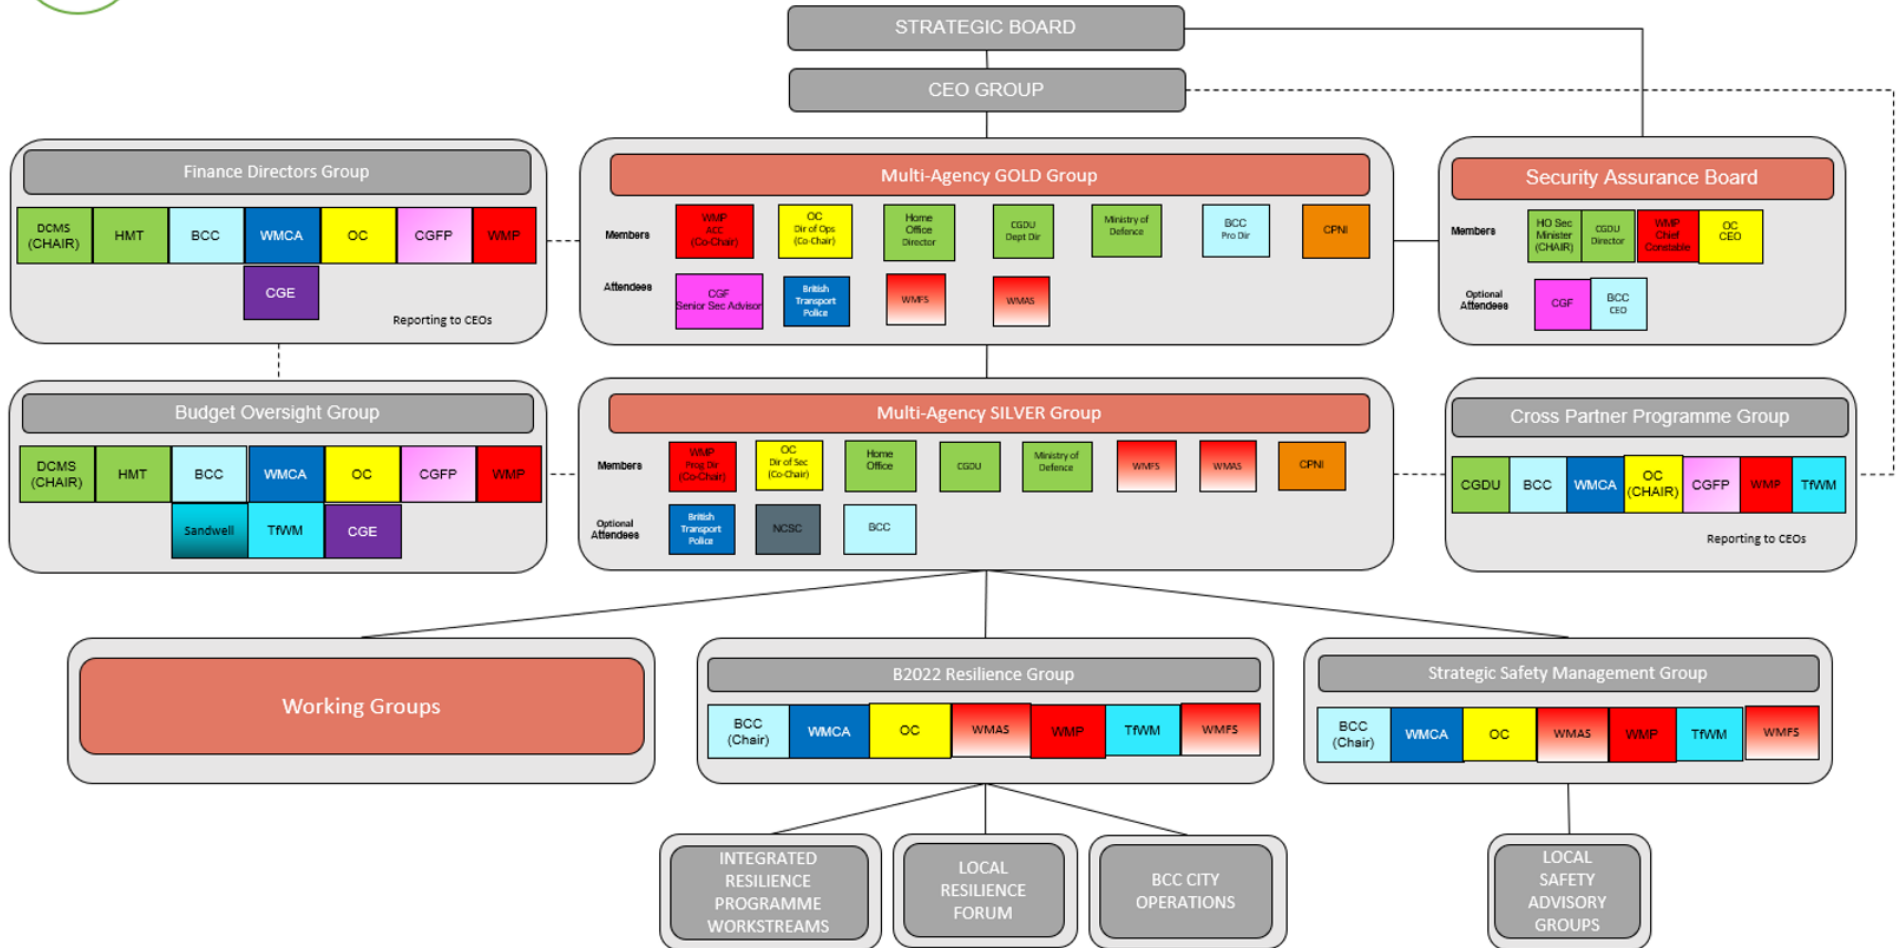 STRATEGIC BOARD
CEO GROUP
Finance Directors Group
DCMS
(CHAIR)
HMT
BCC
WMCA
OC
CGFP
WMP
CGE
Reporting to CEOs
Multi-Agency GOLD Group
Members
WMP
ACC
(Co-Chair)
OC
Dir of Ops
(Co-Chair)
Home
Office
Director
CGDU
Dept Dir
Ministry of
Defence
BCC
Pro Dir
CPNI
Attendees
CGF
Senior Sec Advisor
British
Transport
Police
WMFS
WMAS
Security Assurance Board
Members
HO Sec
Minister
(CHAIR)
CGDU
Director
WMP
Chief
Constable
OC
CEO
Optional
Attendees
CGF
BCC
CEO
Budget Oversight Group
DCMS
(CHAIR)
HMT
BCC
WMCA
OC
CGFP
WMP
Sandwell
TfWM
CGE
Multi-Agency SILVER Group
Members
WMP
Prog Dir
(Co-Chair)
OC
Dir of Sec
(Co-Chair)
Home
Office
CGDU
Ministry of
Defence
WMFS
WMAS
CPNI
Optional
Attendees
British
Transport
Police
NCSC
BCC
Cross Partner Programme Group
CGDU
BCC
WMCA
OC
(CHAIR)
CGFP
WMP
TfWM
Reporting to CEOs
Working Groups
B2022 Resilience Group
BCC
(Chair)
WMCA
OC
WMAS
WMP
TfWM
WMFS
Strategic Safety Management Group
BCC
(Chair)
WMCA
OC
WMAS
WMP
TfWM
WMFS
INTEGRATED
RESILIENCE
PROGRAMME
WORKSTREAMS
LOCAL
RESILIENCE
FORUM
BCC CITY
OPERATIONS
LOCAL
SAFETY
ADVISORY
GROUPS